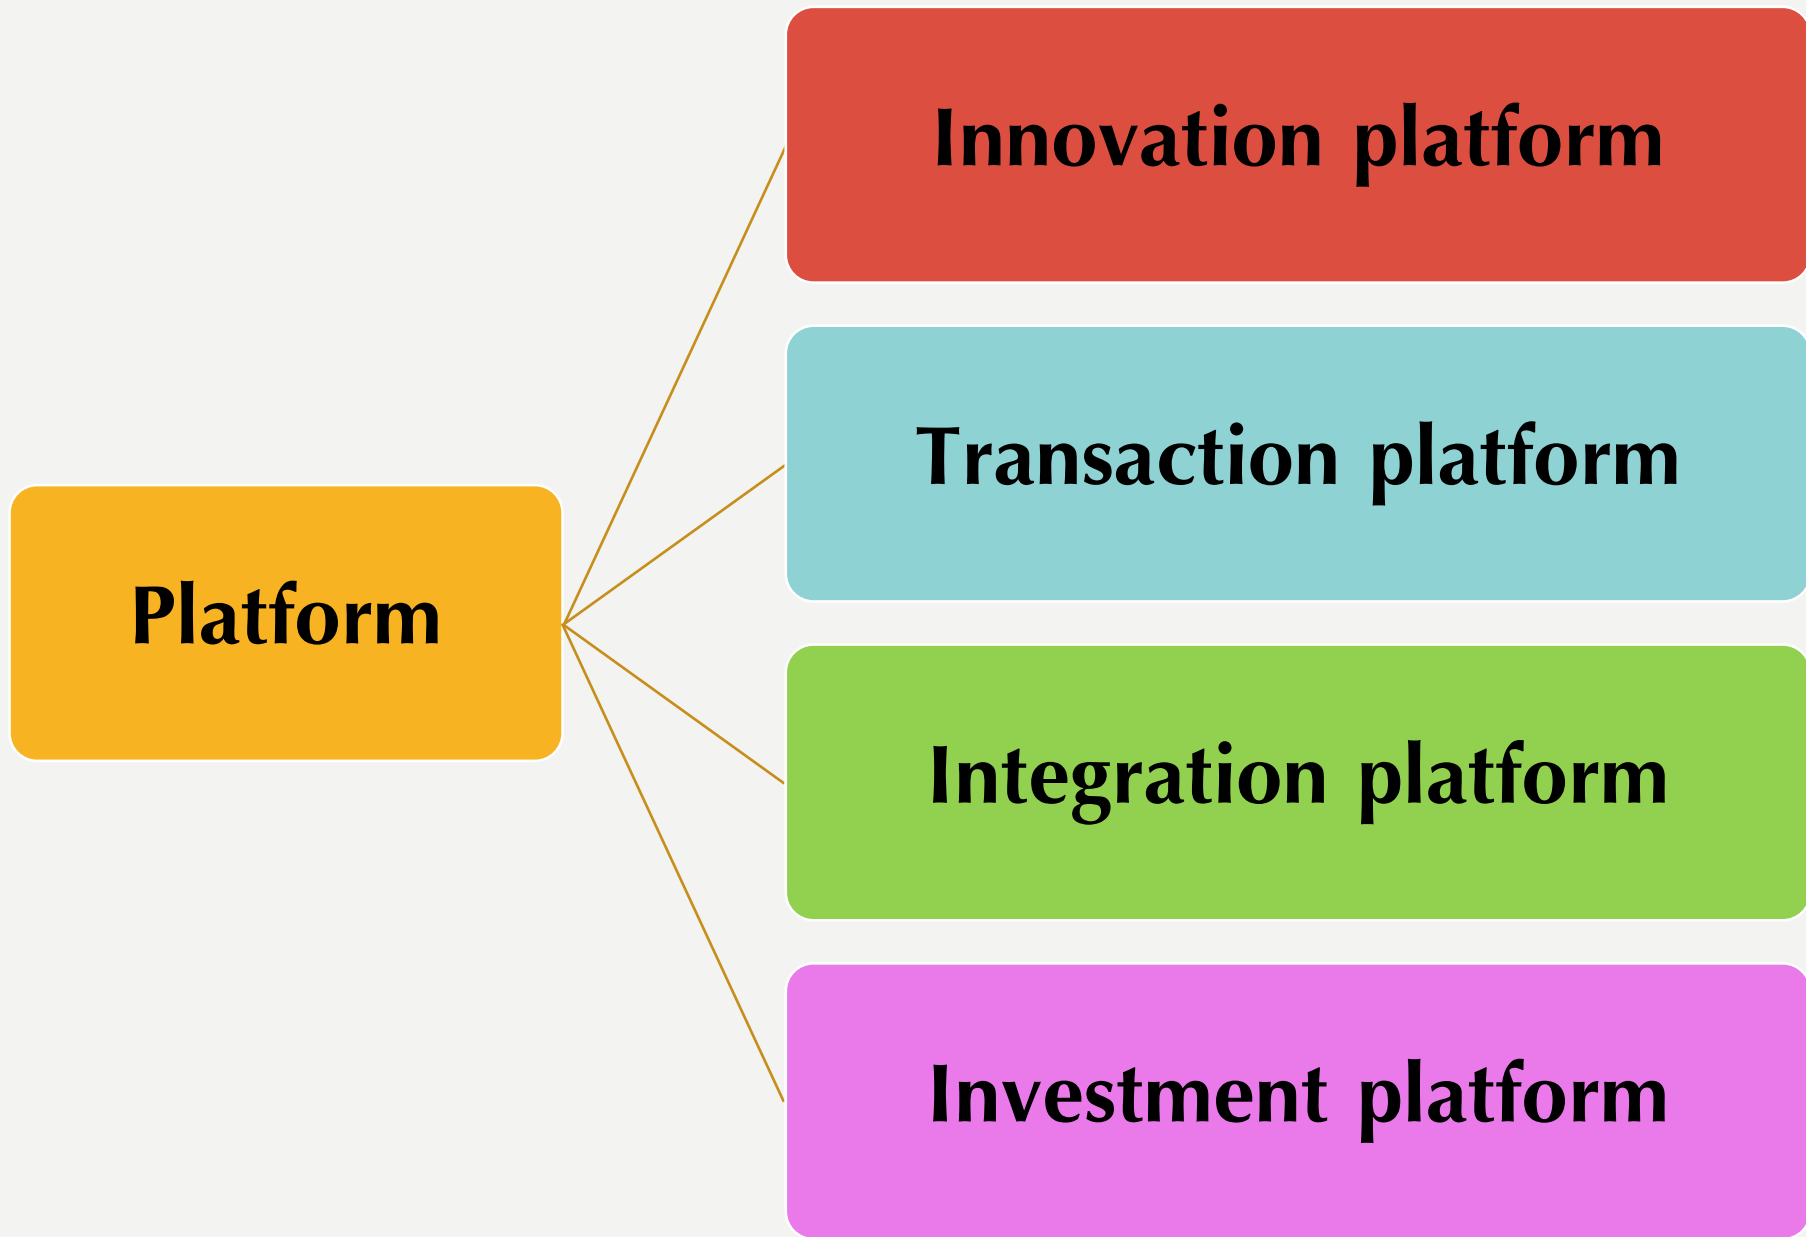 Innovation platform
Transaction platform
Platform
Integration platform
Investment platform